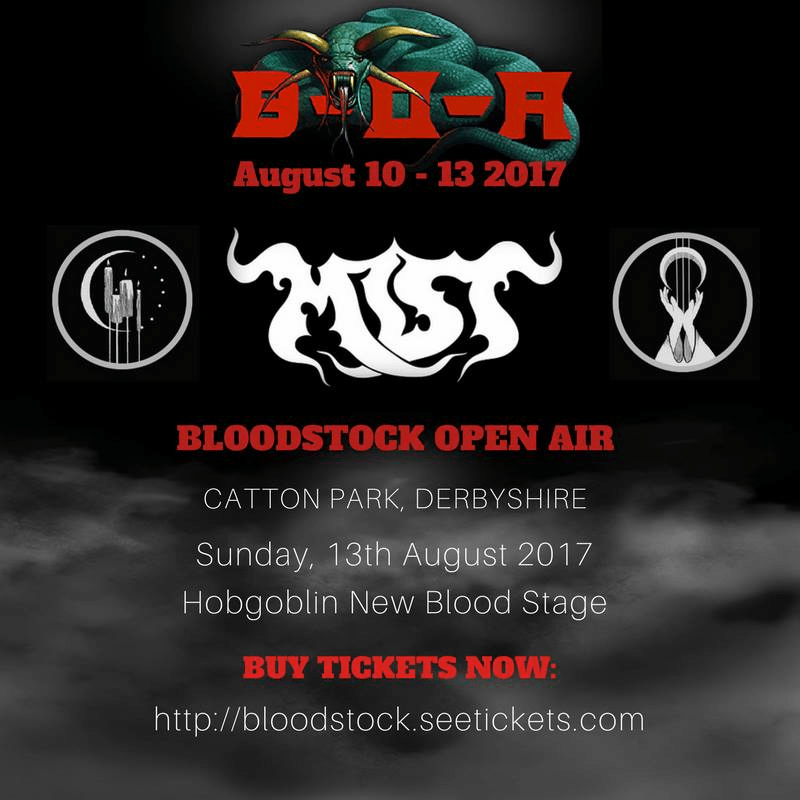 B-O-A
August 10 - 13 2017
MIST
BLOODSTOCK OPEN AIR
CATTON PARK, DERBYSHIRE
Sunday, 13th August 2017
Hobgoblin New Blood Stage
BUY TICKETS NOW:
http://bloodstock.seetickets.com